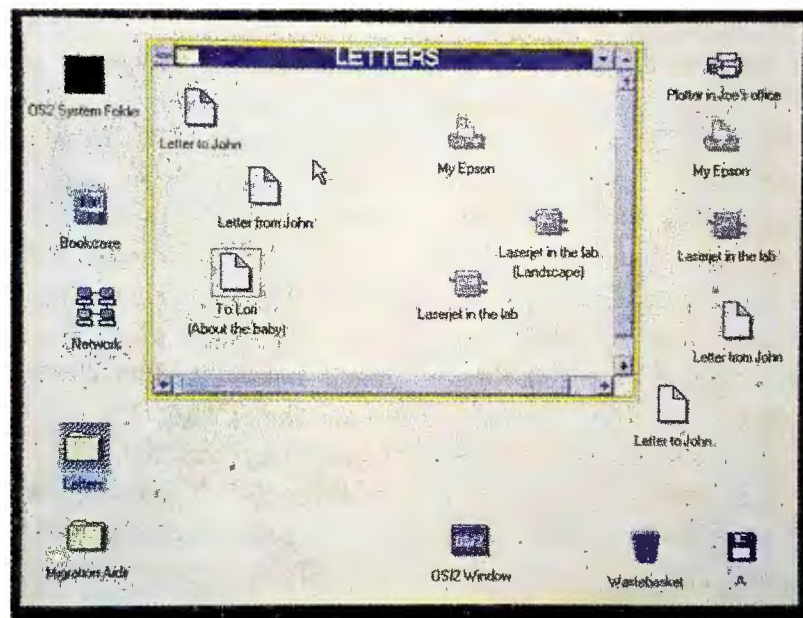 LETTERS
OS2 System Folder
Letter to John
My Epson
Plotter in Joe's office
My Epson
Bookcase
Letter from John
Laserjet in the lab
(Landscape)
Laserjet in the lab
To Lori
(About the baby)
Laserjet in the lab
Network
Letter from John
Letter to John
Letters
Migration Aids
OS/2
OS/2 Window
Wastebasket
A